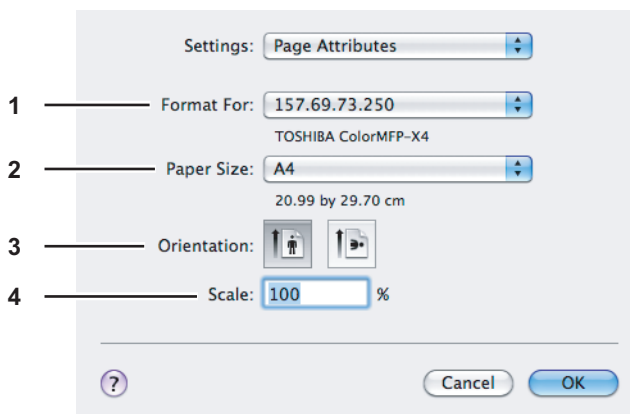 Settings: Page Attributes
1 Format For: 157.69.73.250
TOSHIBA ColorMFP-X4
2 Paper Size: A4
20.99 by 29.70 cm
3 Orientation:
4 Scale: 100 %
? Cancel OK